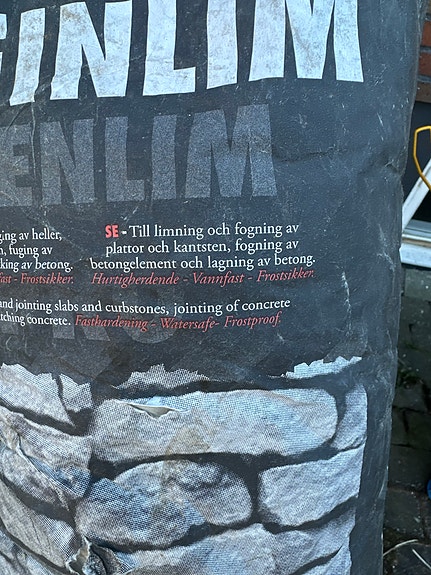 ENLIM
ging av heller,
fuging av
king av betong.
- Frostsikker.
SE - Till limning och fogning av
plattor och kantsten, fogning av
betongelement och lagning av betong.
Hurtigherdende - Vannfast - Frostsikker.
and jointing slabs and curbstones, jointing of concrete
tching concrete. Fasthardening - Watersafe- Frostproof.